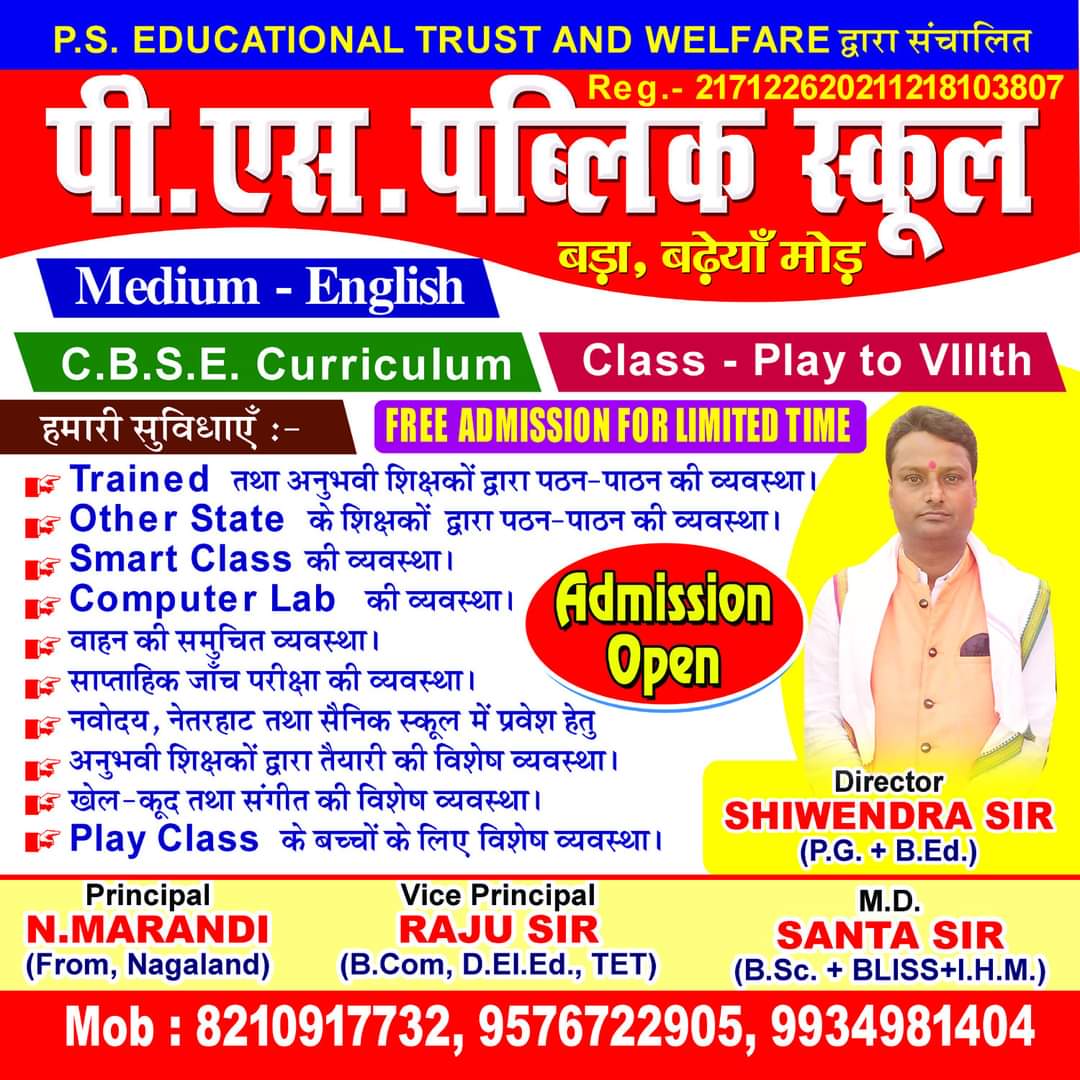 P.S. EDUCATIONAL TRUST AND WELFARE द्वारा संचालित
Reg.- 217122620211218103807
पी.एस.पब्लिक स्कूल
बड़ा, बढ़ेयाँ मोड़
Medium - English
C.B.S.E. Curriculum
Class - Play to VIIIth
हमारी सुविधाएँ :-
FREE ADMISSION FOR LIMITED TIME
Trained तथा अनुभवी शिक्षकों द्वारा पठन-पाठन की व्यवस्था।
Other State के शिक्षकों द्वारा पठन-पाठन की व्यवस्था।
Smart Class की व्यवस्था।
Computer Lab की व्यवस्था।
वाहन की समुचित व्यवस्था।
साप्ताहिक जाँच परीक्षा की व्यवस्था।
नवोदय, नेतरहाट तथा सैनिक स्कूल में प्रवेश हेतु
अनुभवी शिक्षकों द्वारा तैयारी की विशेष व्यवस्था।
खेल-कूद तथा संगीत की विशेष व्यवस्था।
Play Class के बच्चों के लिए विशेष व्यवस्था।
Admission
Open
Director
SHIWENDRA SIR
(P.G. + B.Ed.)
Principal
N.MARANDI
(From, Nagaland)
Vice Principal
RAJU SIR
(B.Com, D.El.Ed., TET)
M.D.
SANTA SIR
(B.Sc. + BLISS+I.H.M.)
Mob : 8210917732, 9576722905, 9934981404